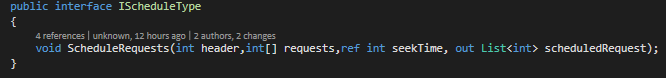 public interface IScheduleType
{
4 references | unknown, 12 hours ago | 2 authors, 2 changes
void ScheduleRequests(int header,int[] requests,ref int seekTime, out List<int> scheduledRequest);
}